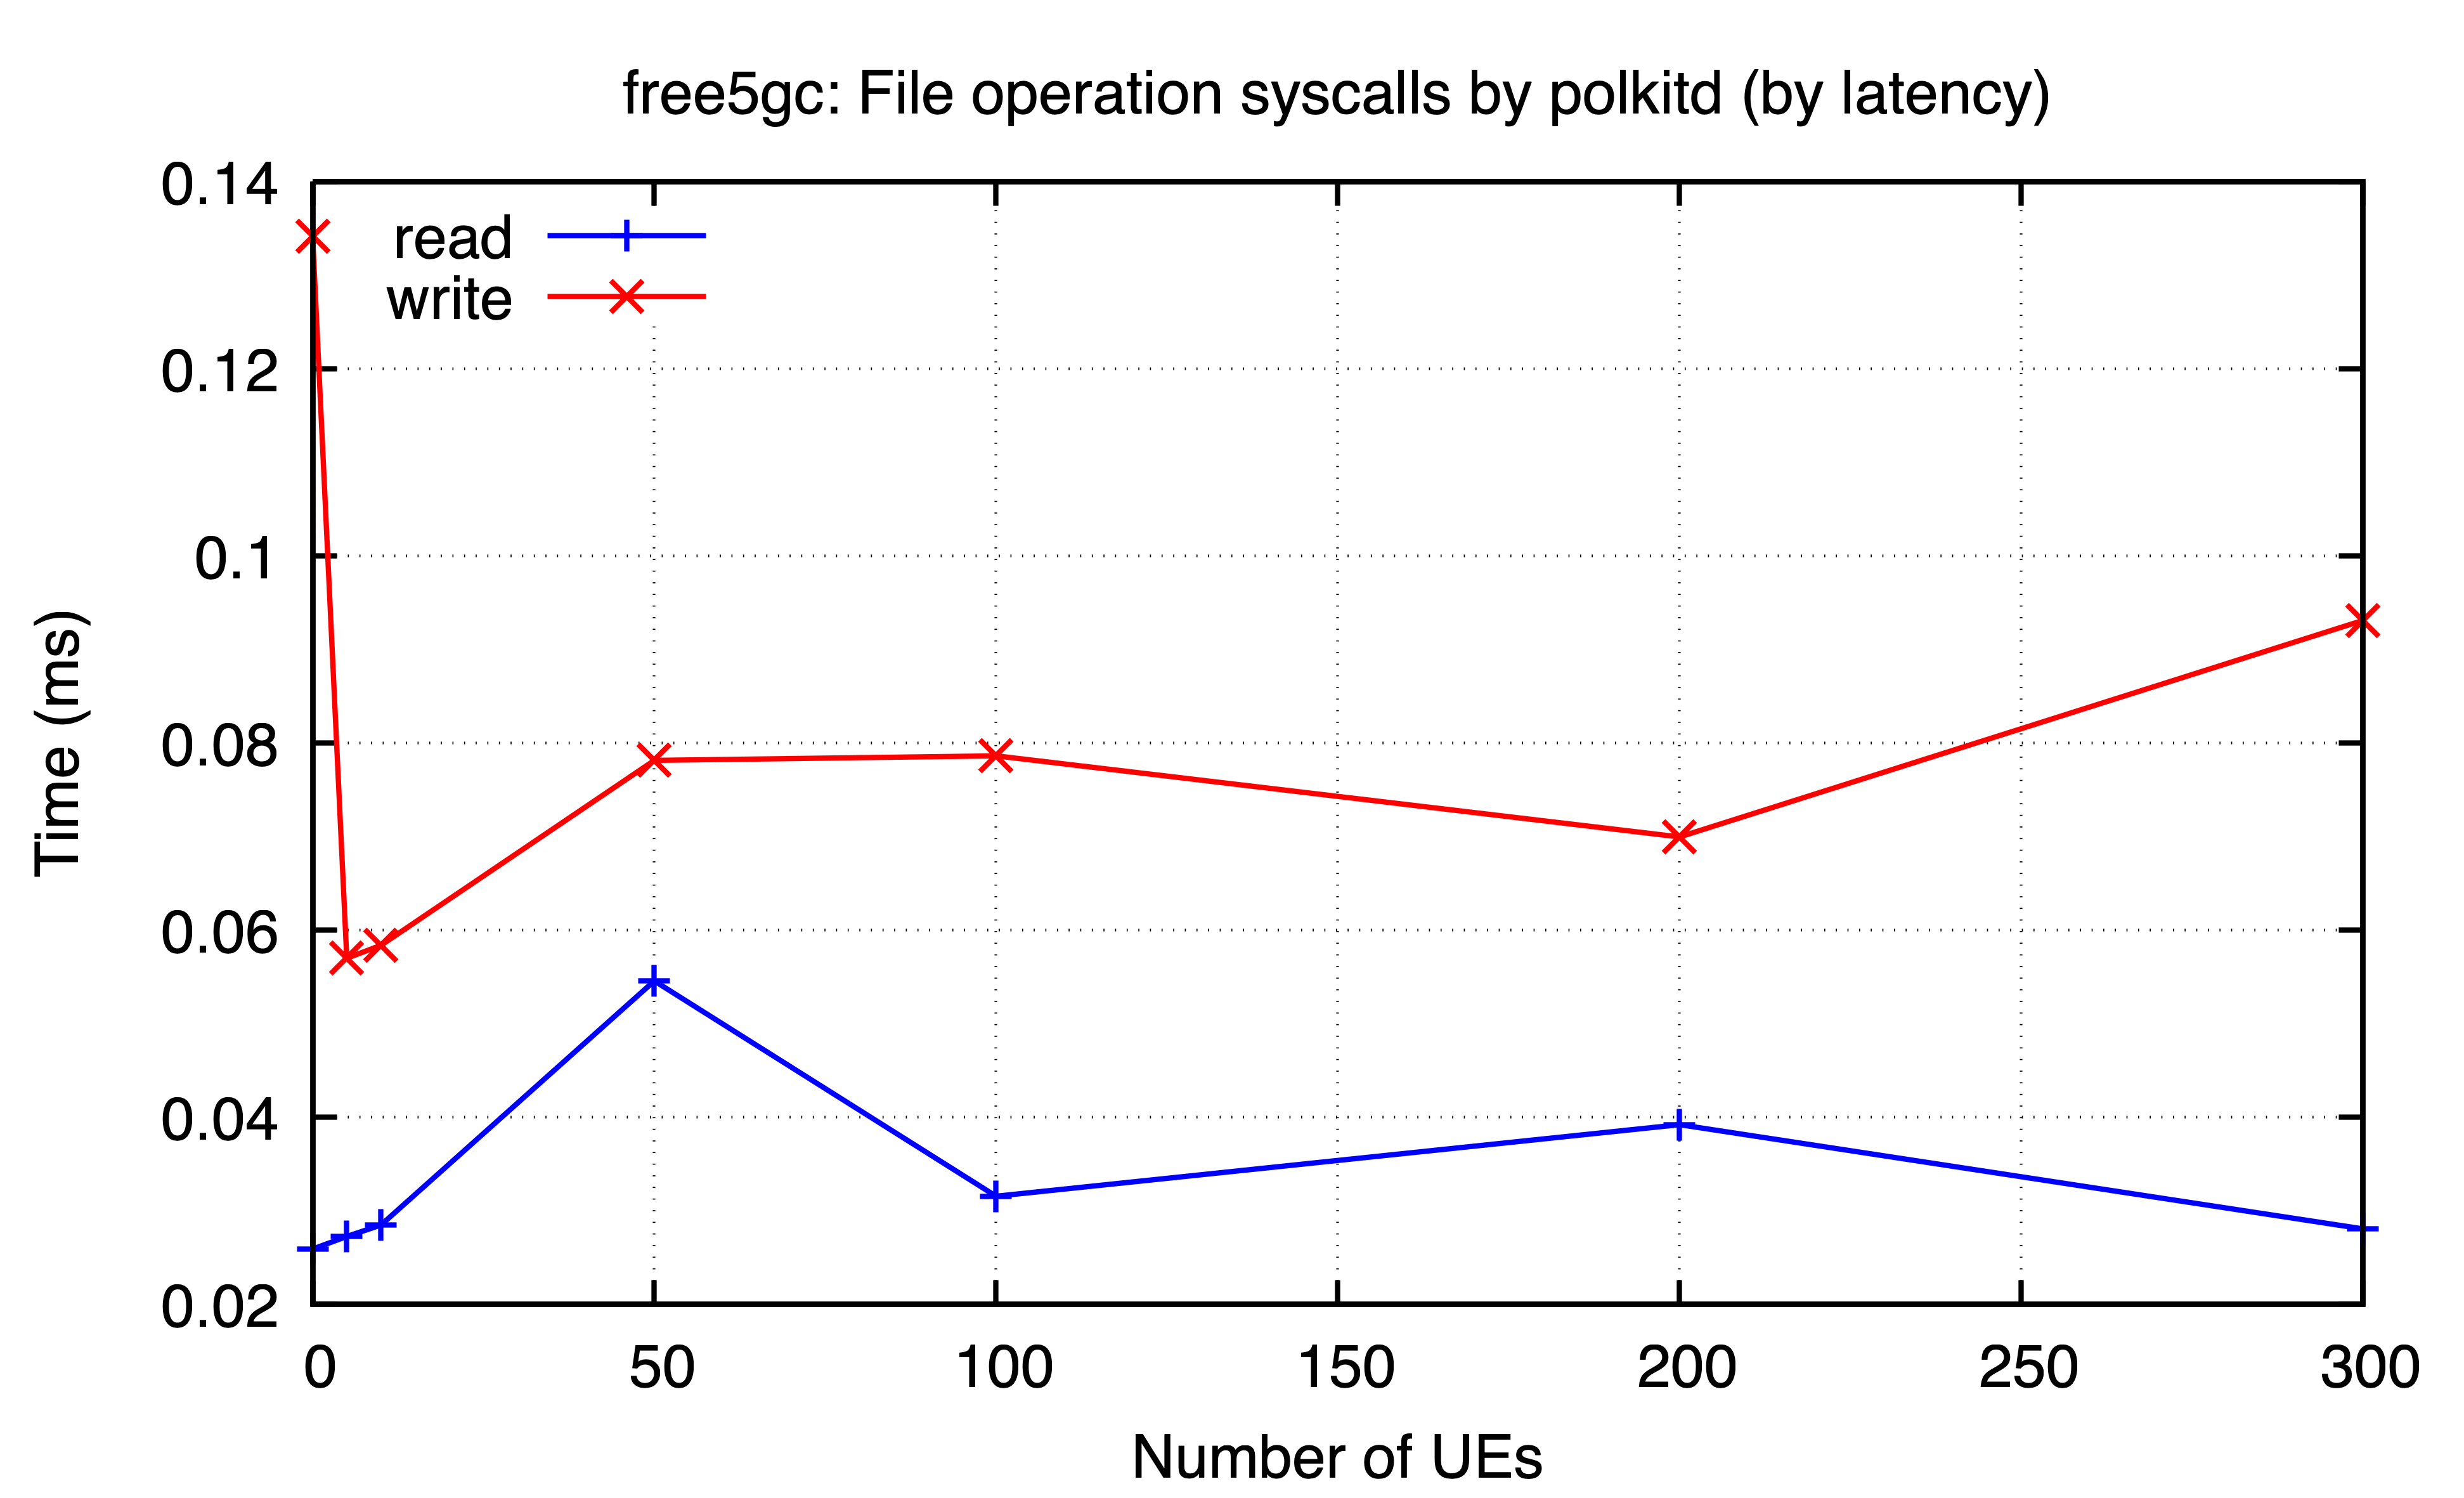 free5gc: File operation syscalls by polkitd (by latency)
0.14
read
write
0.12
0.1
0.08
0.06
0.04
0.02
Time (ms)
0 50 100 150 200 250 300
Number of UEs